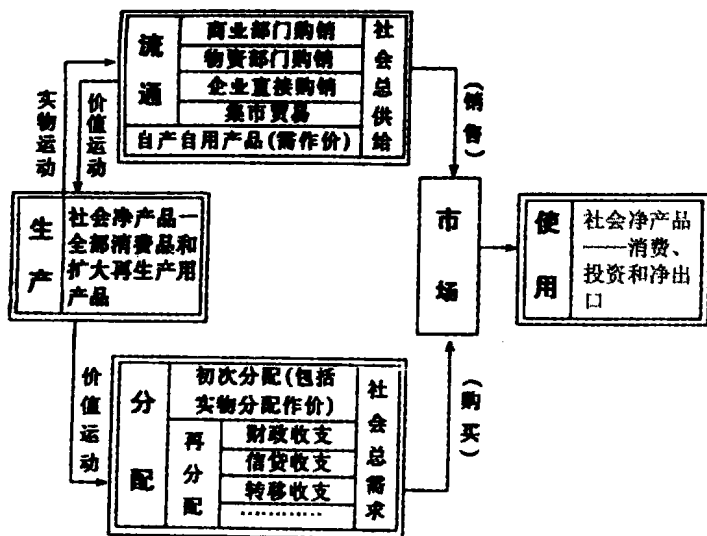 流通
商业部门购销
物资部门购销
企业直接购销
集市贸易
自产自用产品(需作价)
社会总供给
实物运动
价值运动
(销售)
生产
社会净产品—
全部消费品和
扩大再生产用
产品
市场
使用
社会净产品
——消费、
投资和净出
口
价值运动
分配
初次分配(包括
实物分配作价)
再分配
财政收支
信贷收支
转移收支
…………
社会总需求
(购买)